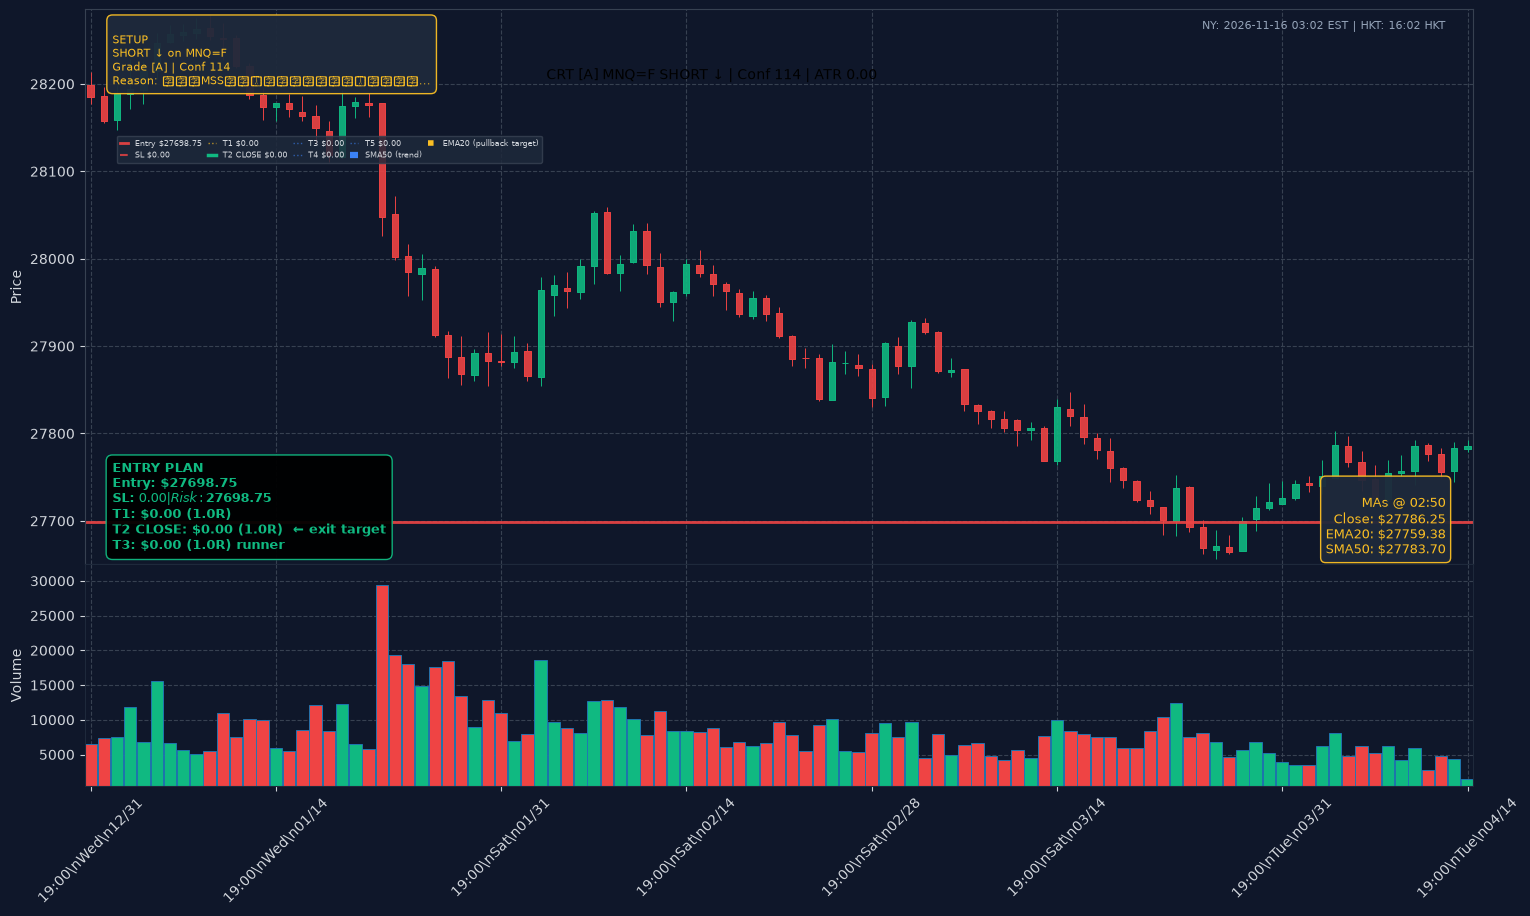 NY: 2026-11-16 03:02 EST | HKT: 16:02 HKT
SETUP
SHORT ↓ on MNQ=F
Grade [A] | Conf 114
Reason: MSS ...
CRT [A] MNQ=F SHORT ↓ | Conf 114 | ATR 0.00
Entry $27698.75
SL $0.00
T1 $0.00
T2 CLOSE $0.00
T3 $0.00
T4 $0.00
T5 $0.00
SMA50 (trend)
EMA20 (pullback target)
Price
28200
28100
28000
27900
27800
27700
ENTRY PLAN
Entry: $27698.75
SL: 0.00|Risk:27698.75
T1: $0.00 (1.0R)
T2 CLOSE: $0.00 (1.0R) ← exit target
T3: $0.00 (1.0R) runner
MAs @ 02:50
Close: $27786.25
EMA20: $27759.38
SMA50: $27783.70
Volume
30000
25000
20000
15000
10000
5000
19:00\nWed\n12/31
19:00\nWed\n01/14
19:00\nSat\n01/31
19:00\nSat\n02/14
19:00\nSat\n02/28
19:00\nSat\n03/14
19:00\nTue\n03/31
19:00\nTue\n04/14